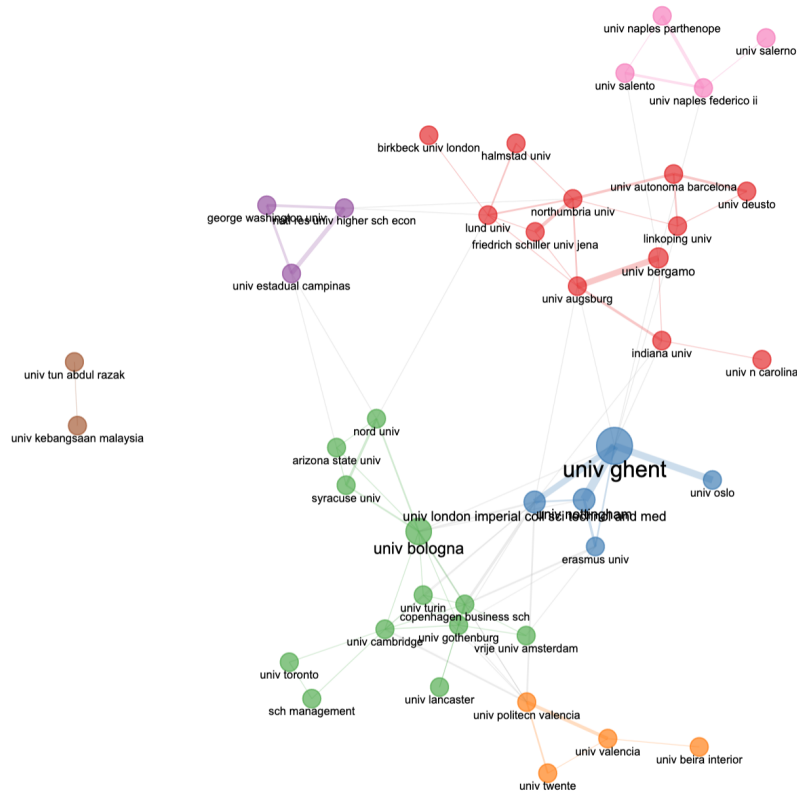 univ naples parthenope
univ salerno
univ salento
univ naples federico ii
birkbeck univ london
halmstad univ
univ autonoma barcelona
univ deusto
george washington univ
natl res univ higher sch econ
lund univ
northumbria univ
linkoping univ
friedrich schiller univ jena
univ bergamo
univ estadual campinas
univ augsburg
indiana univ
univ tun abdul razak
univ n carolina
univ kebangsaan malaysia
nord univ
arizona state univ
univ ghent
syracuse univ
univ oslo
univ london imperial coll sci technol and med
univ nottingham
univ bologna
erasmus univ
univ turin
copenhagen business sch
univ cambridge
univ gothenburg
vrije univ amsterdam
univ toronto
univ lancaster
sch management
univ politecn valencia
univ valencia
univ beira interior
univ twente